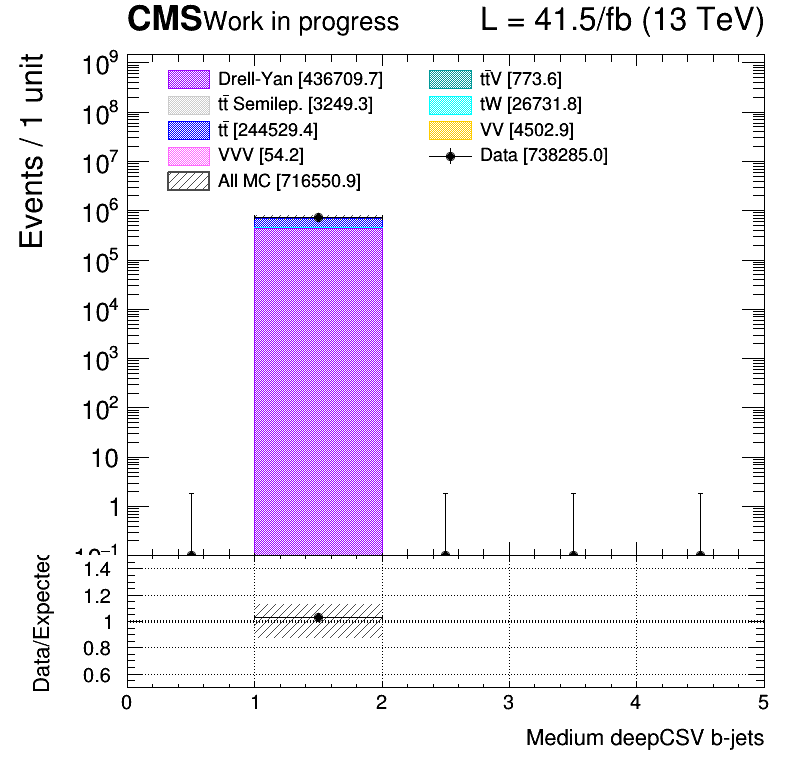 CMS Work in progress L = 41.5/fb (13 TeV)
Events / 1 unit
10⁹
10⁸
10⁷
10⁶
10⁵
10⁴
10³
10²
10
1
10⁻¹
Drell-Yan [436709.7]
tt̄ Semilep. [3249.3]
tt̄ [244529.4]
VVV [54.2]
All MC [716550.9]
tt̄V [773.6]
tW [26731.8]
VV [4502.9]
Data [738285.0]
Data/Expected
1.4
1.2
1
0.8
0.6
0 1 2 3 4 5
Medium deepCSV b-jets